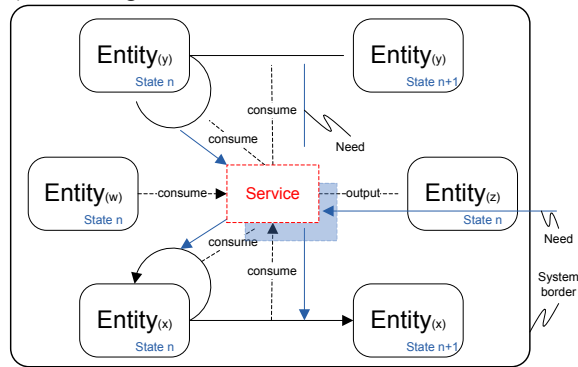 Entity(y)
State n
Entity(y)
State n+1
consume
consume
Need
Entity(w)
State n
consume
Service
output
Entity(z)
State n
Need
consume
consume
System
border
Entity(x)
State n
Entity(x)
State n+1